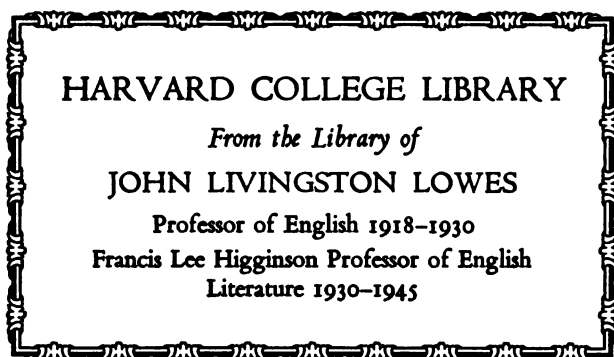 HARVARD COLLEGE LIBRARY
From the Library of
JOHN LIVINGSTON LOWES
Professor of English 1918–1930
Francis Lee Higginson Professor of English
Literature 1930–1945